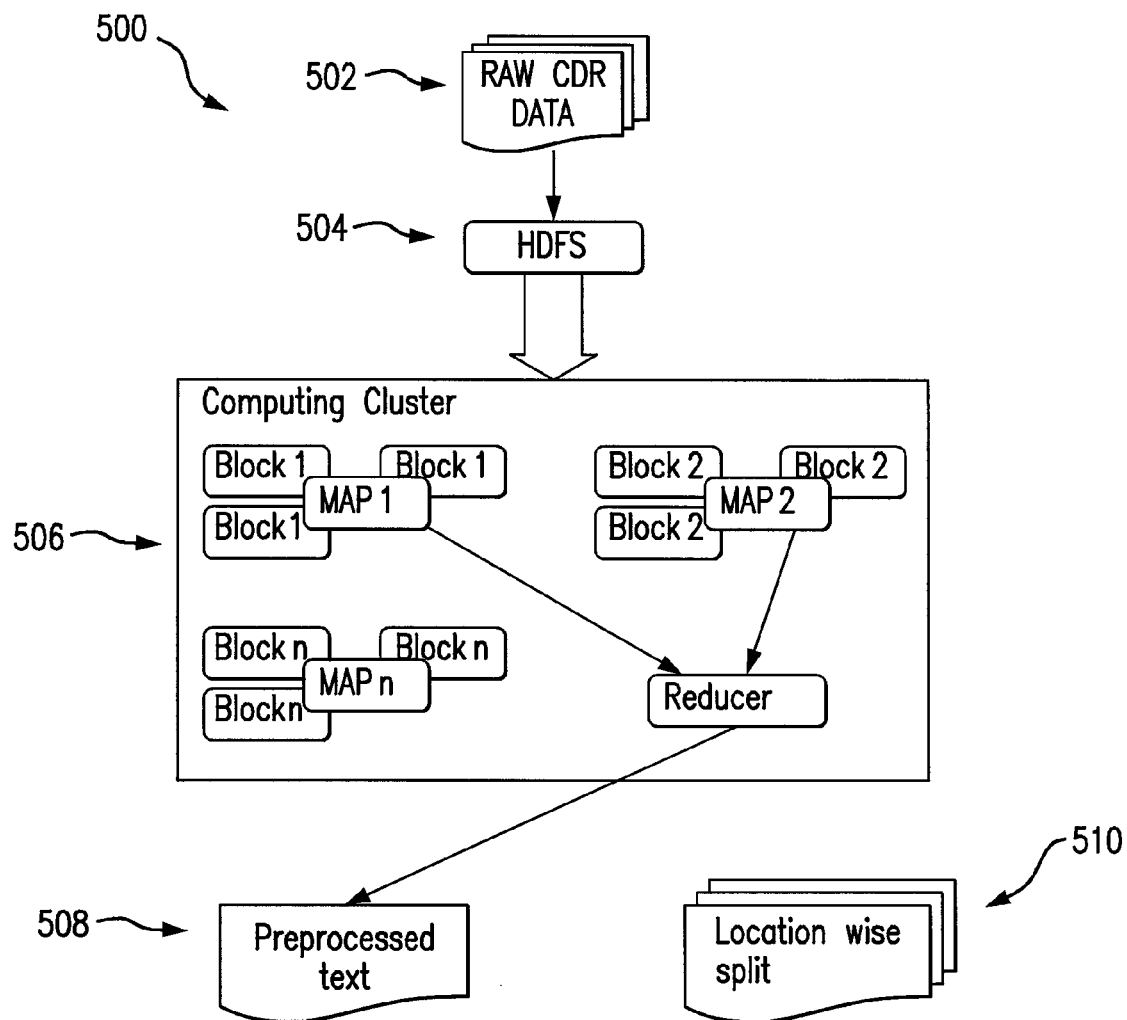 500
502
RAW CDR
DATA
504
HDFS
Computing Cluster
Block 1
Block 1
MAP 1
Block1
Block 2
Block 2
MAP 2
Block 2
506
Block n
Block n
MAP n
Blockn
Reducer
510
508
Preprocessed
text
Location wise
split